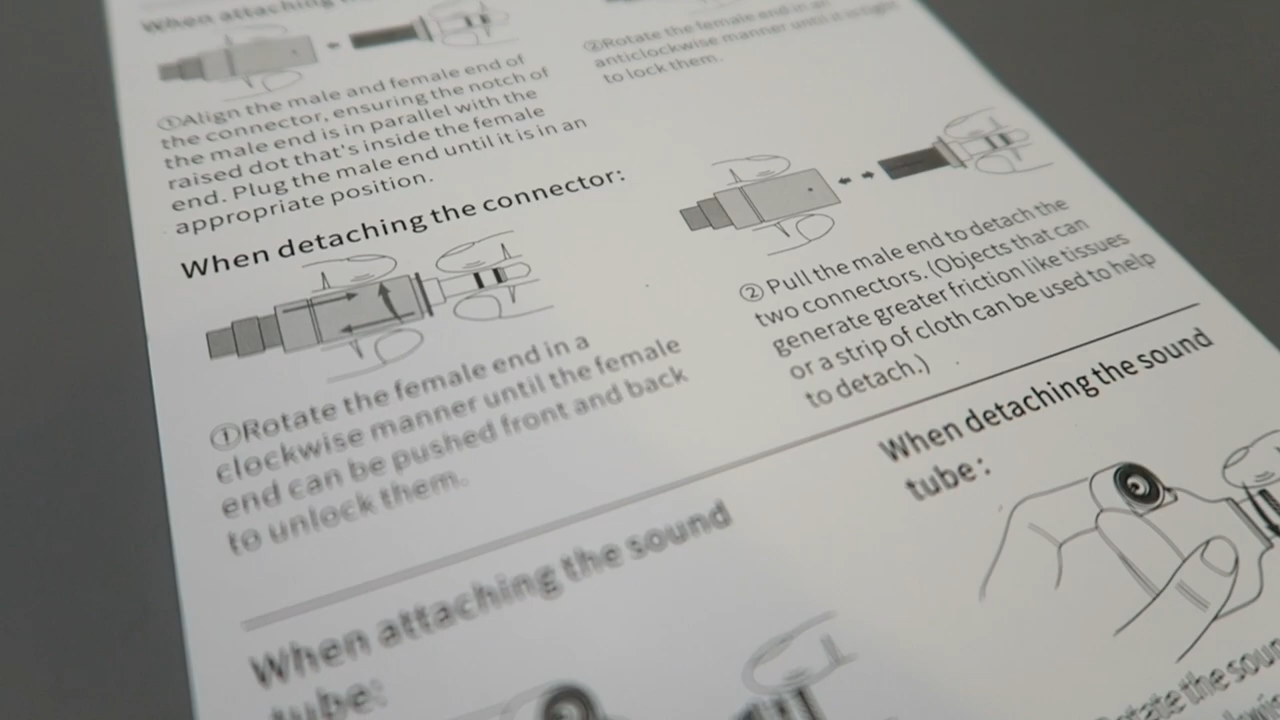 When attaching the
①Align the male and female end of
the connector, ensuring the notch of
the male end is in parallel with the
raised dot that's inside the female
end. Plug the male end until it is in an
appropriate position.
②Rotate the female end in an
anticlockwise manner until it is tight
to lock them.
When detaching the connector:
①Rotate the female end in a
clockwise manner until the female
end can be pushed front and back
to unlock them.
② Pull the male end to detach the
two connectors. (Objects that can
generate greater friction like tissues
or a strip of cloth can be used to help
to detach.)
When attaching the sound
tube:
When detaching the sound
tube:
the soun